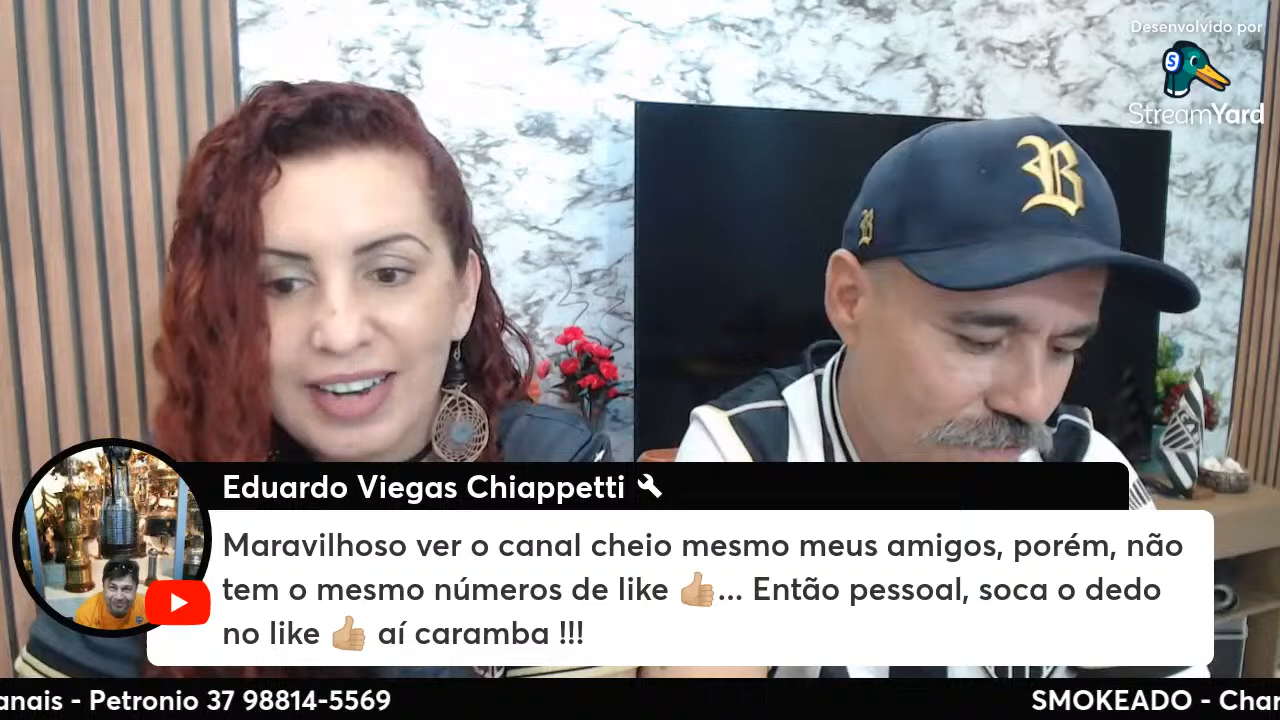 Desenvolvido por
StreamYard
B
B
Eduardo Viegas Chiappetti
Maravilhoso ver o canal cheio mesmo meus amigos, porém, não
tem o mesmo números de like 👍🏼... Então pessoal, soca o dedo
no like 👍🏼 aí caramba !!!
anais - Petronio 37 98814-5569
SMOKEADO - Char